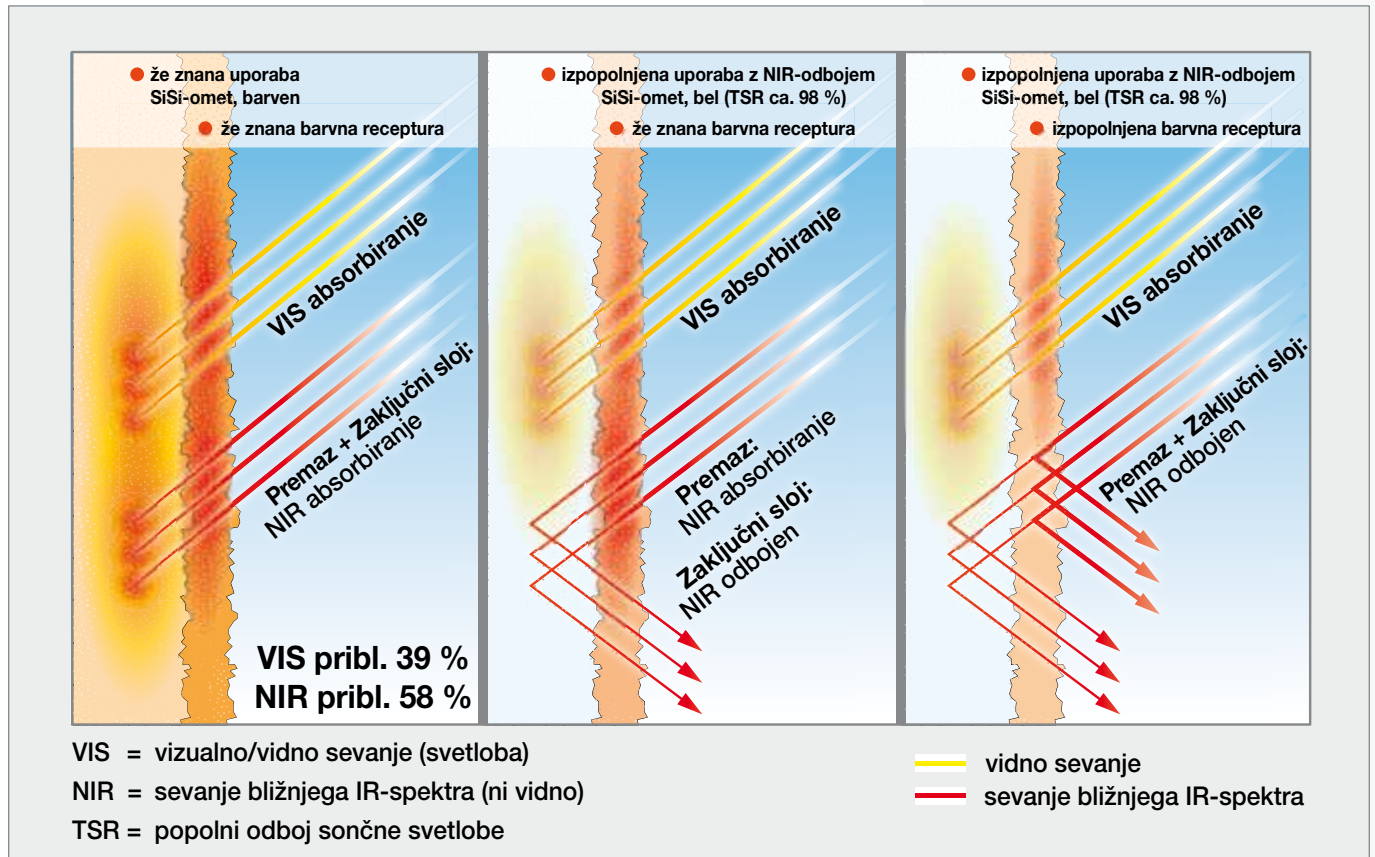 že znana uporaba
SiSi-omet, barven
že znana barvna receptura
VIS absorbiranje
Premaz + Zaključni sloj:
NIR absorbiranje
VIS pribl. 39 %
NIR pribl. 58 %
izpopolnjena uporaba z NIR-odbojem
SiSi-omet, bel (TSR ca. 98 %)
že znana barvna receptura
VIS absorbiranje
Premaz:
NIR absorbiranje
Zaključni sloj:
NIR odbojen
izpopolnjena uporaba z NIR-odbojem
SiSi-omet, bel (TSR ca. 98 %)
izpopolnjena barvna receptura
VIS absorbiranje
Premaz + Zaključni sloj:
NIR odbojen
VIS = vizualno/vidno sevanje (svetloba)
NIR = sevanje bližnjega IR-spektra (ni vidno)
TSR = popolni odboj sončne svetlobe
vidno sevanje
sevanje bližnjega IR-spektra